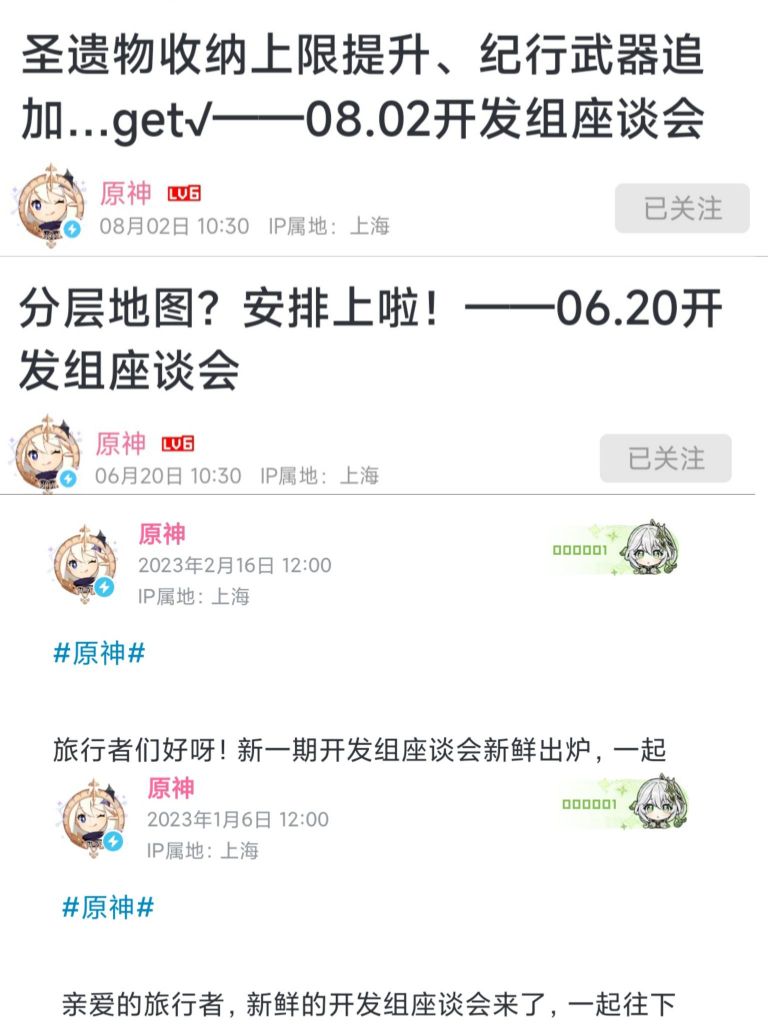 圣遗物收纳上限提升、纪行武器追
加...get√——08.02开发组座谈会
原神 LV6
08月02日 10:30 IP属地：上海
已关注
分层地图？安排上啦！——06.20开
发组座谈会
原神 LV6
06月20日 10:30 IP属地：上海
已关注
原神
2023年2月16日 12:00
IP属地：上海
000001
#原神#
旅行者们好呀！新一期开发组座谈会新鲜出炉，一起
原神
2023年1月6日 12:00
IP属地：上海
000001
#原神#
亲爱的旅行者，新鲜的开发组座谈会来了，一起往下